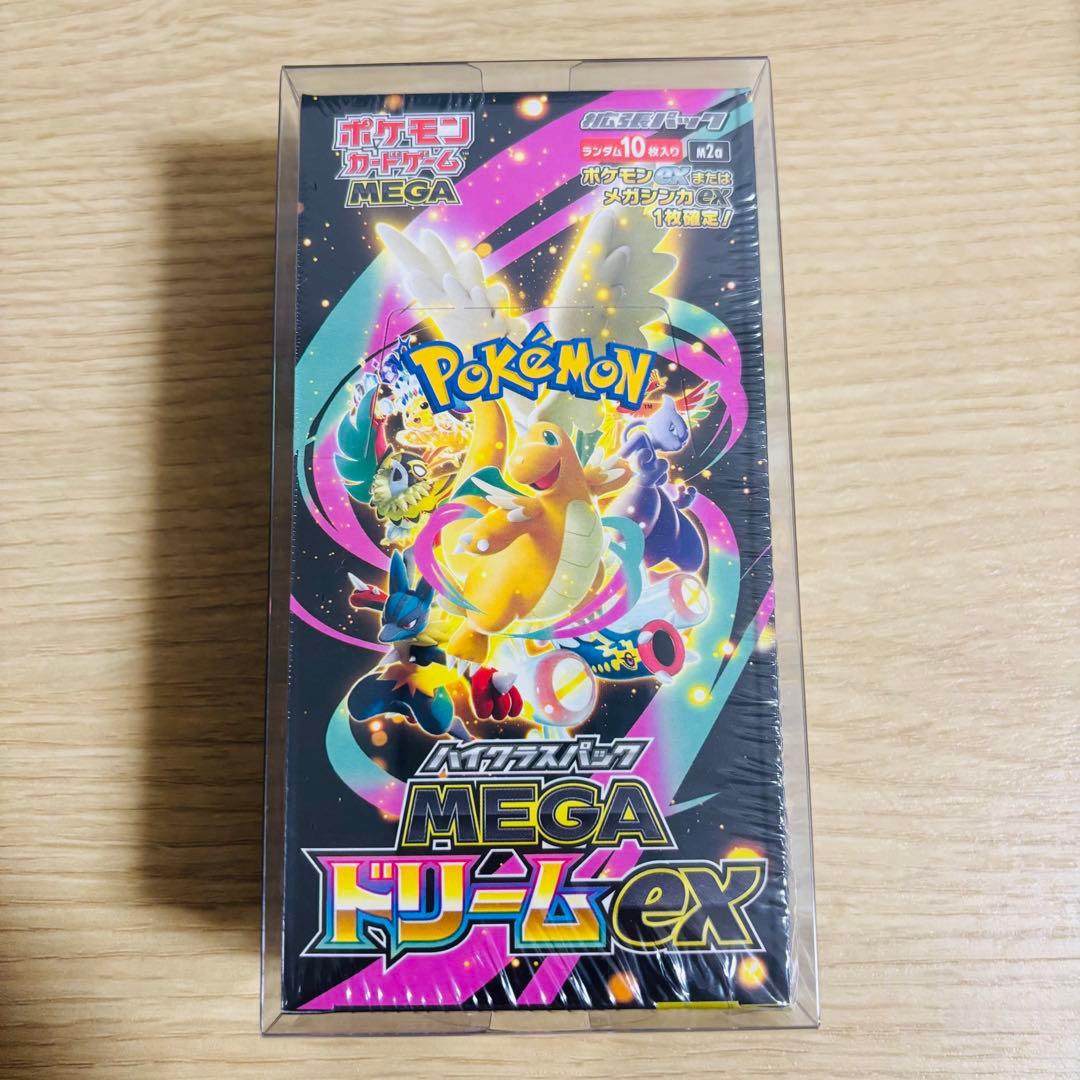 ポケモン
カードゲーム
MEGA
拡張パック
ランダム10枚入り M2a
ポケモンexまたは
メガシンカex
1枚確定!
POKéMON
ハイクラスパック
MEGA
ドリームex